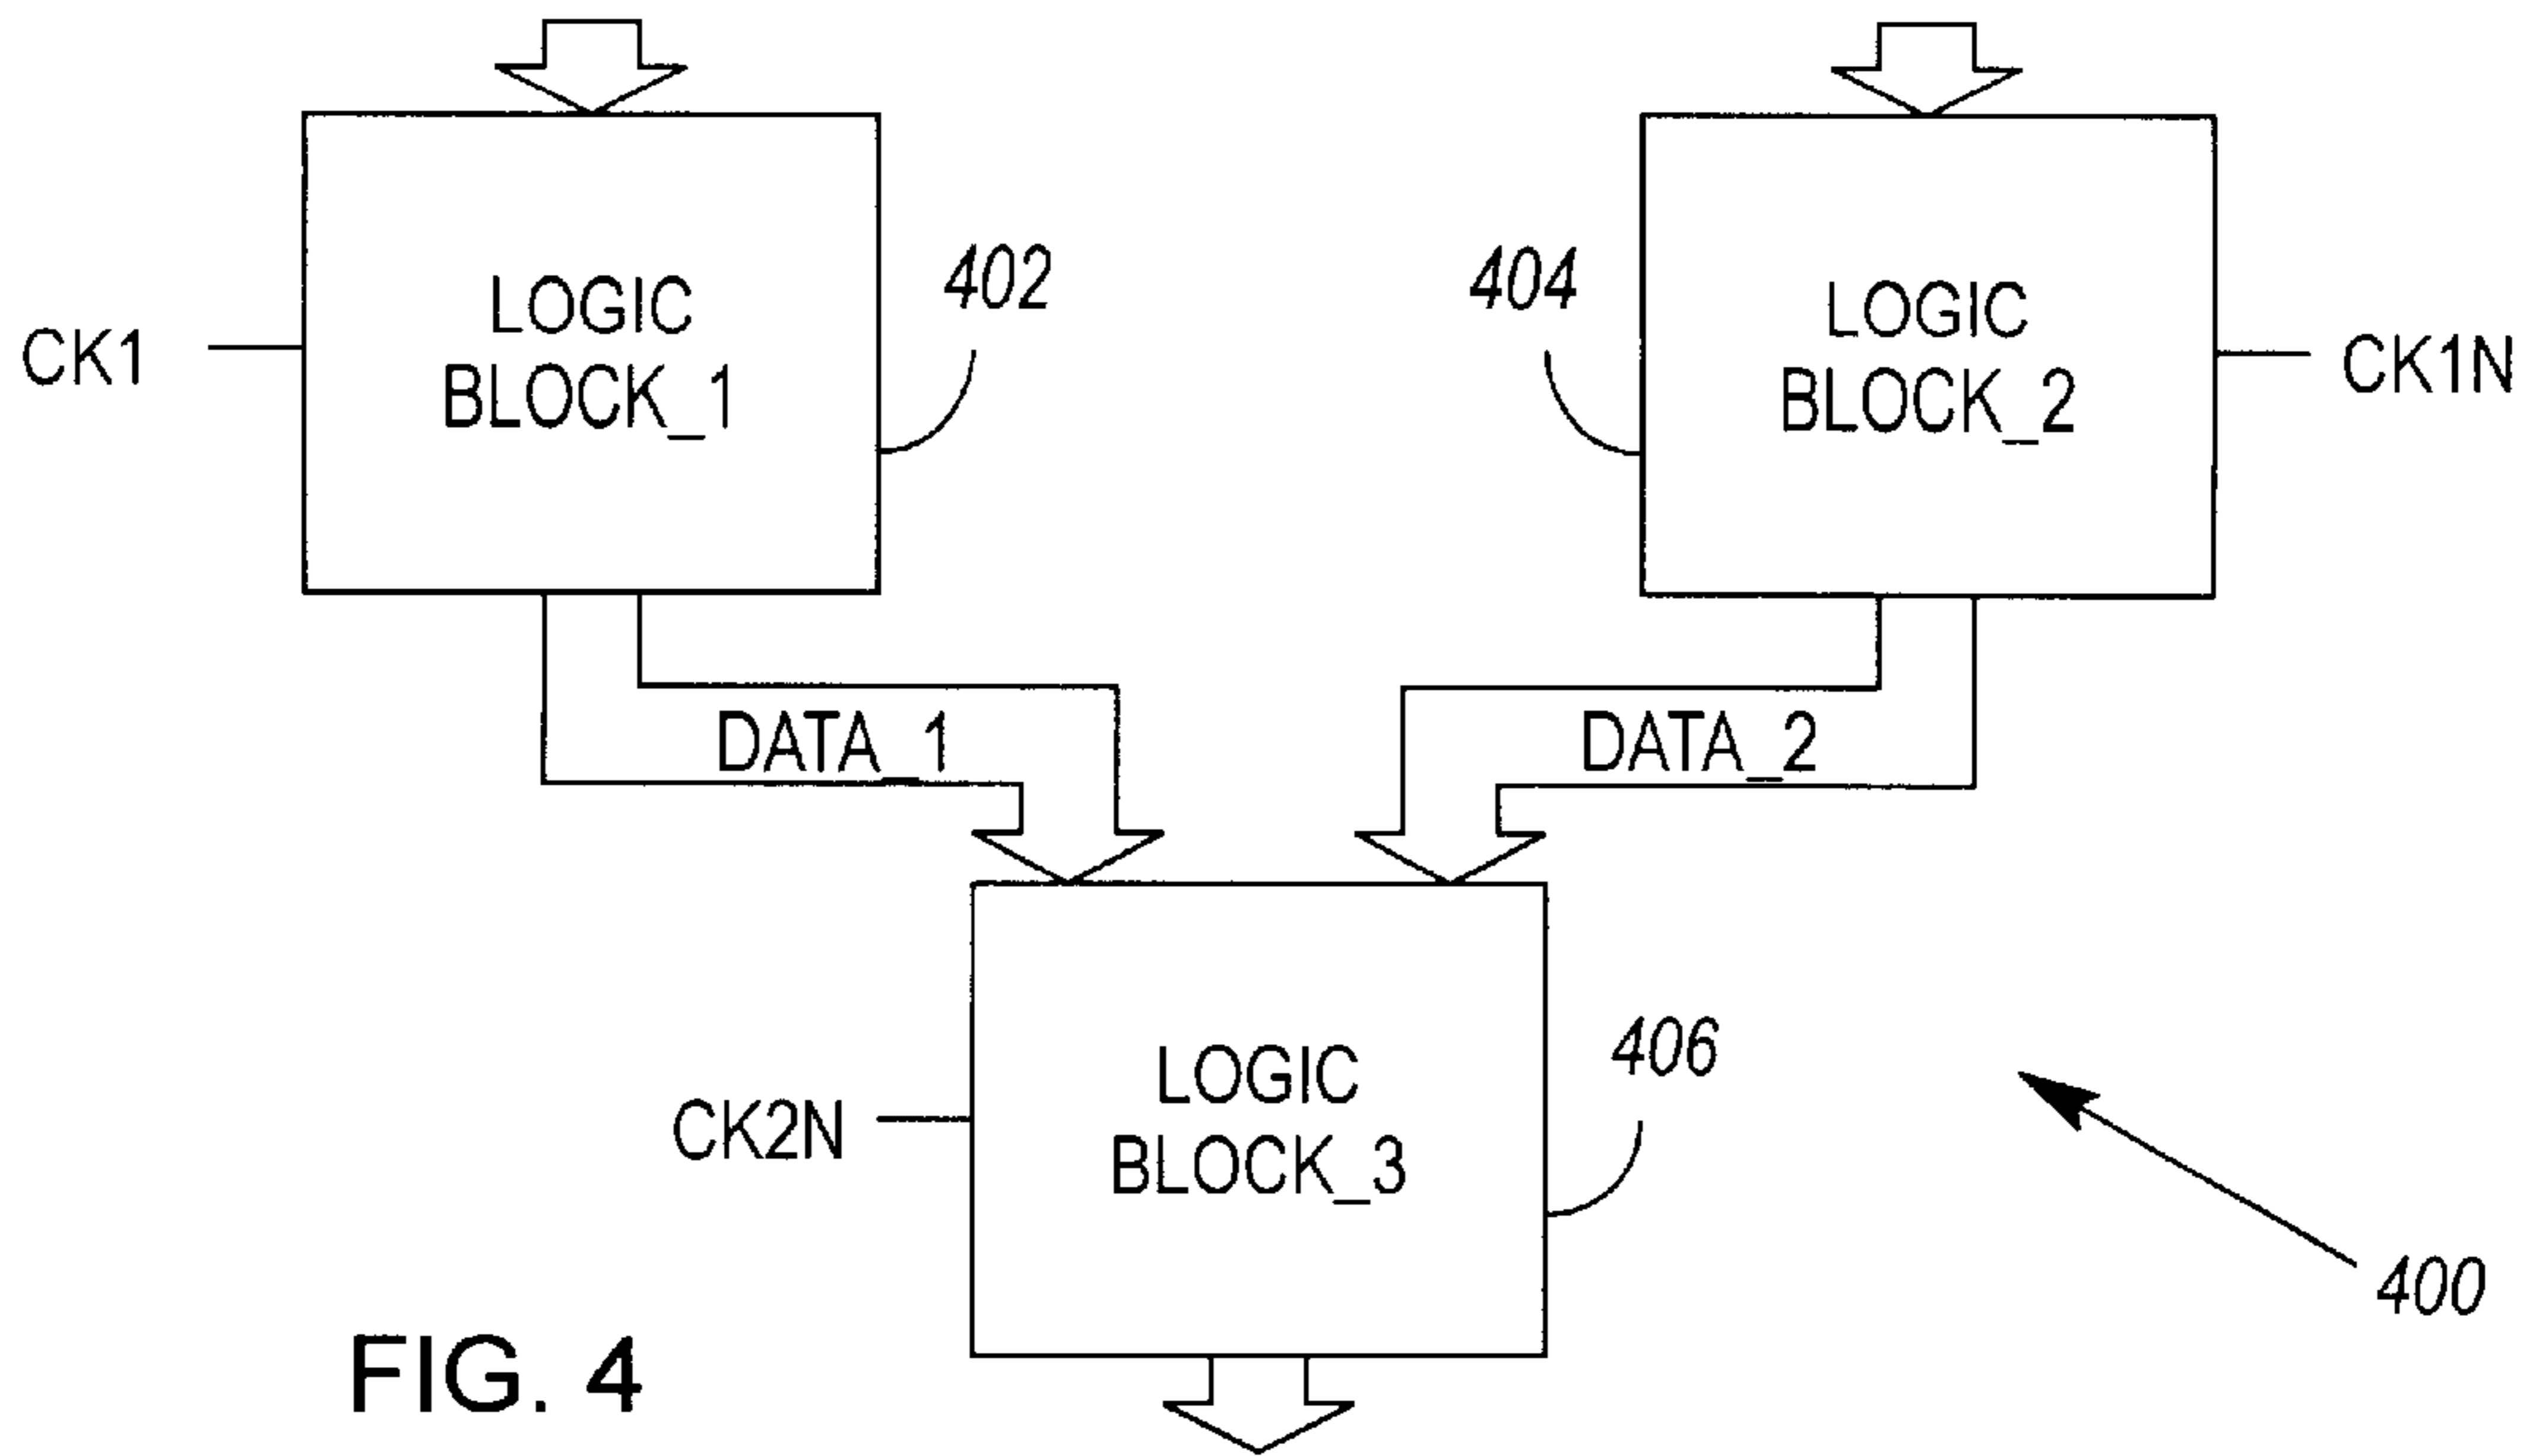 LOGIC
BLOCK_1
402
CK1
404
LOGIC
BLOCK_2
CK1N
DATA_1
DATA_2
LOGIC
BLOCK_3
406
CK2N
400
FIG. 4